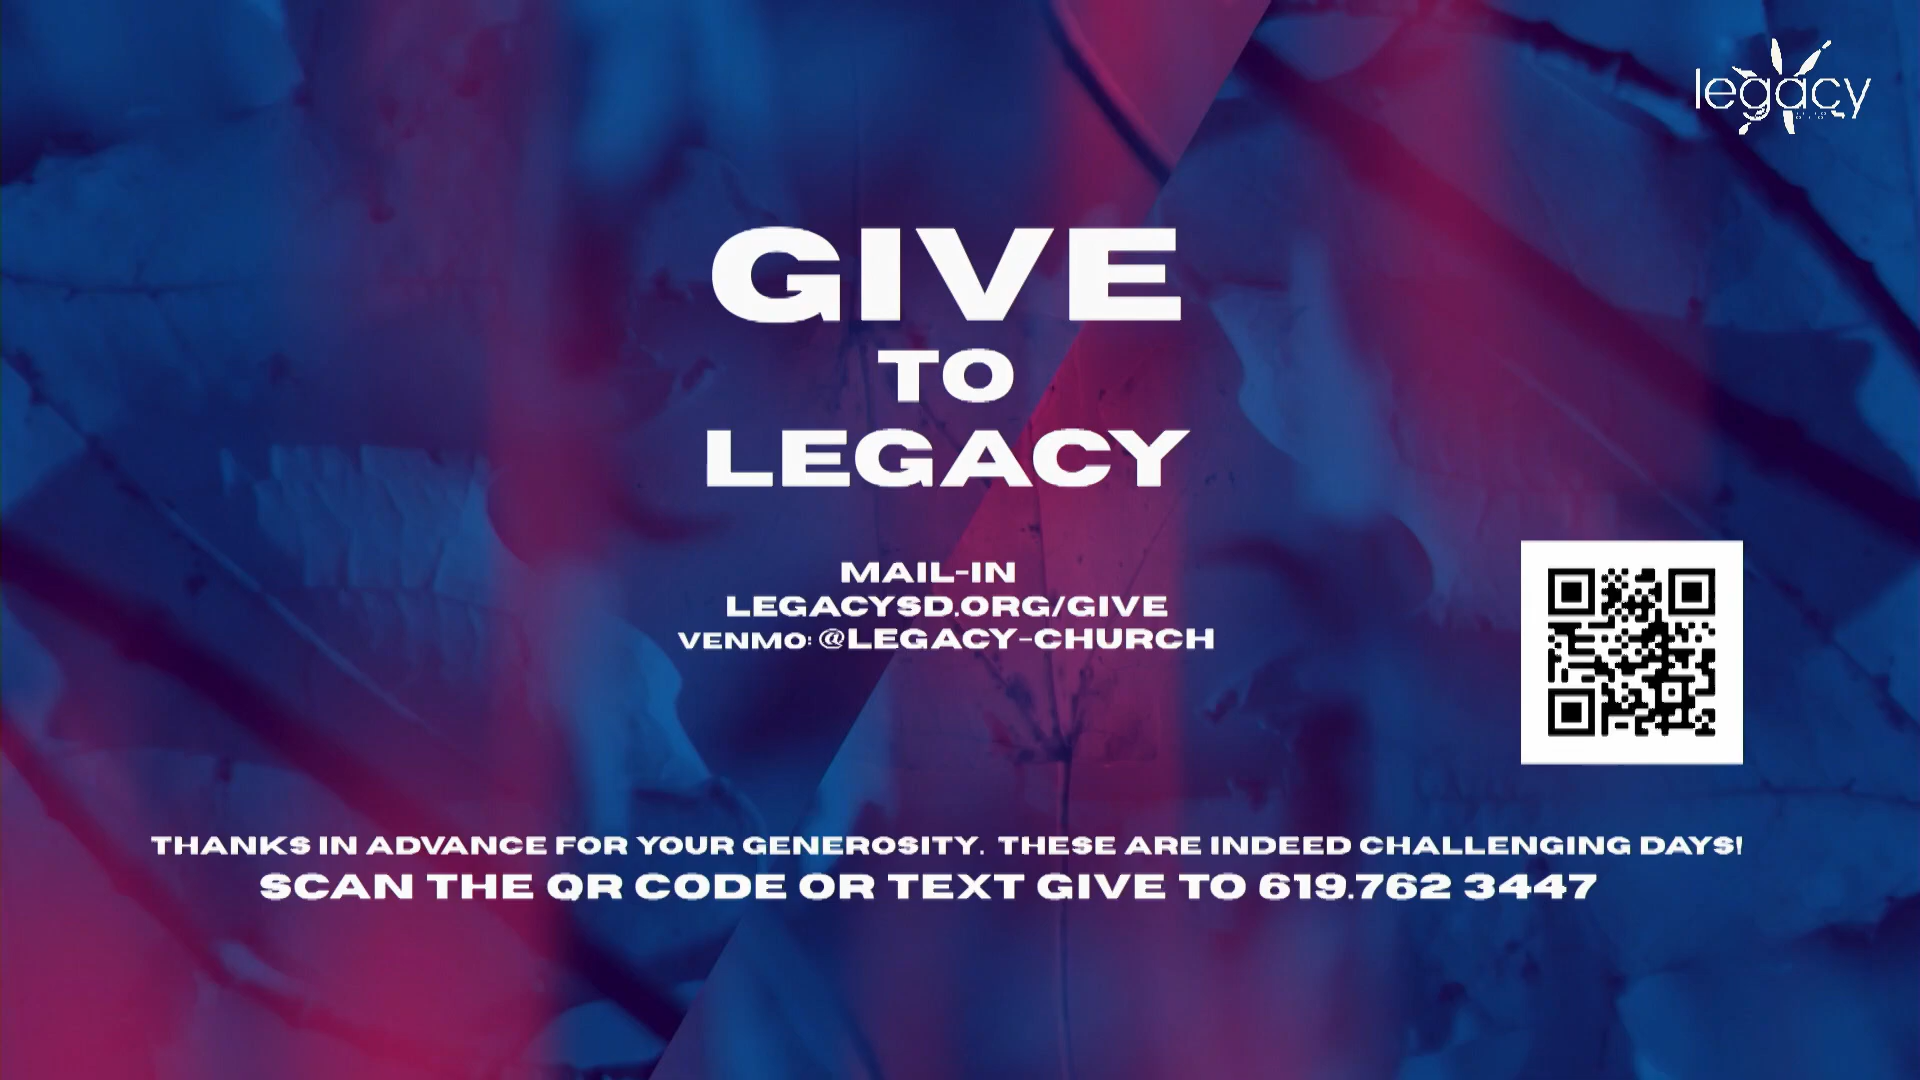 legacy
GIVE
TO
LEGACY
MAIL-IN
LEGACYSD.ORG/GIVE
VENMO: @LEGACY-CHURCH
THANKS IN ADVANCE FOR YOUR GENEROSITY. THESE ARE INDEED CHALLENGING DAYS!
SCAN THE QR CODE OR TEXT GIVE TO 619.762 3447